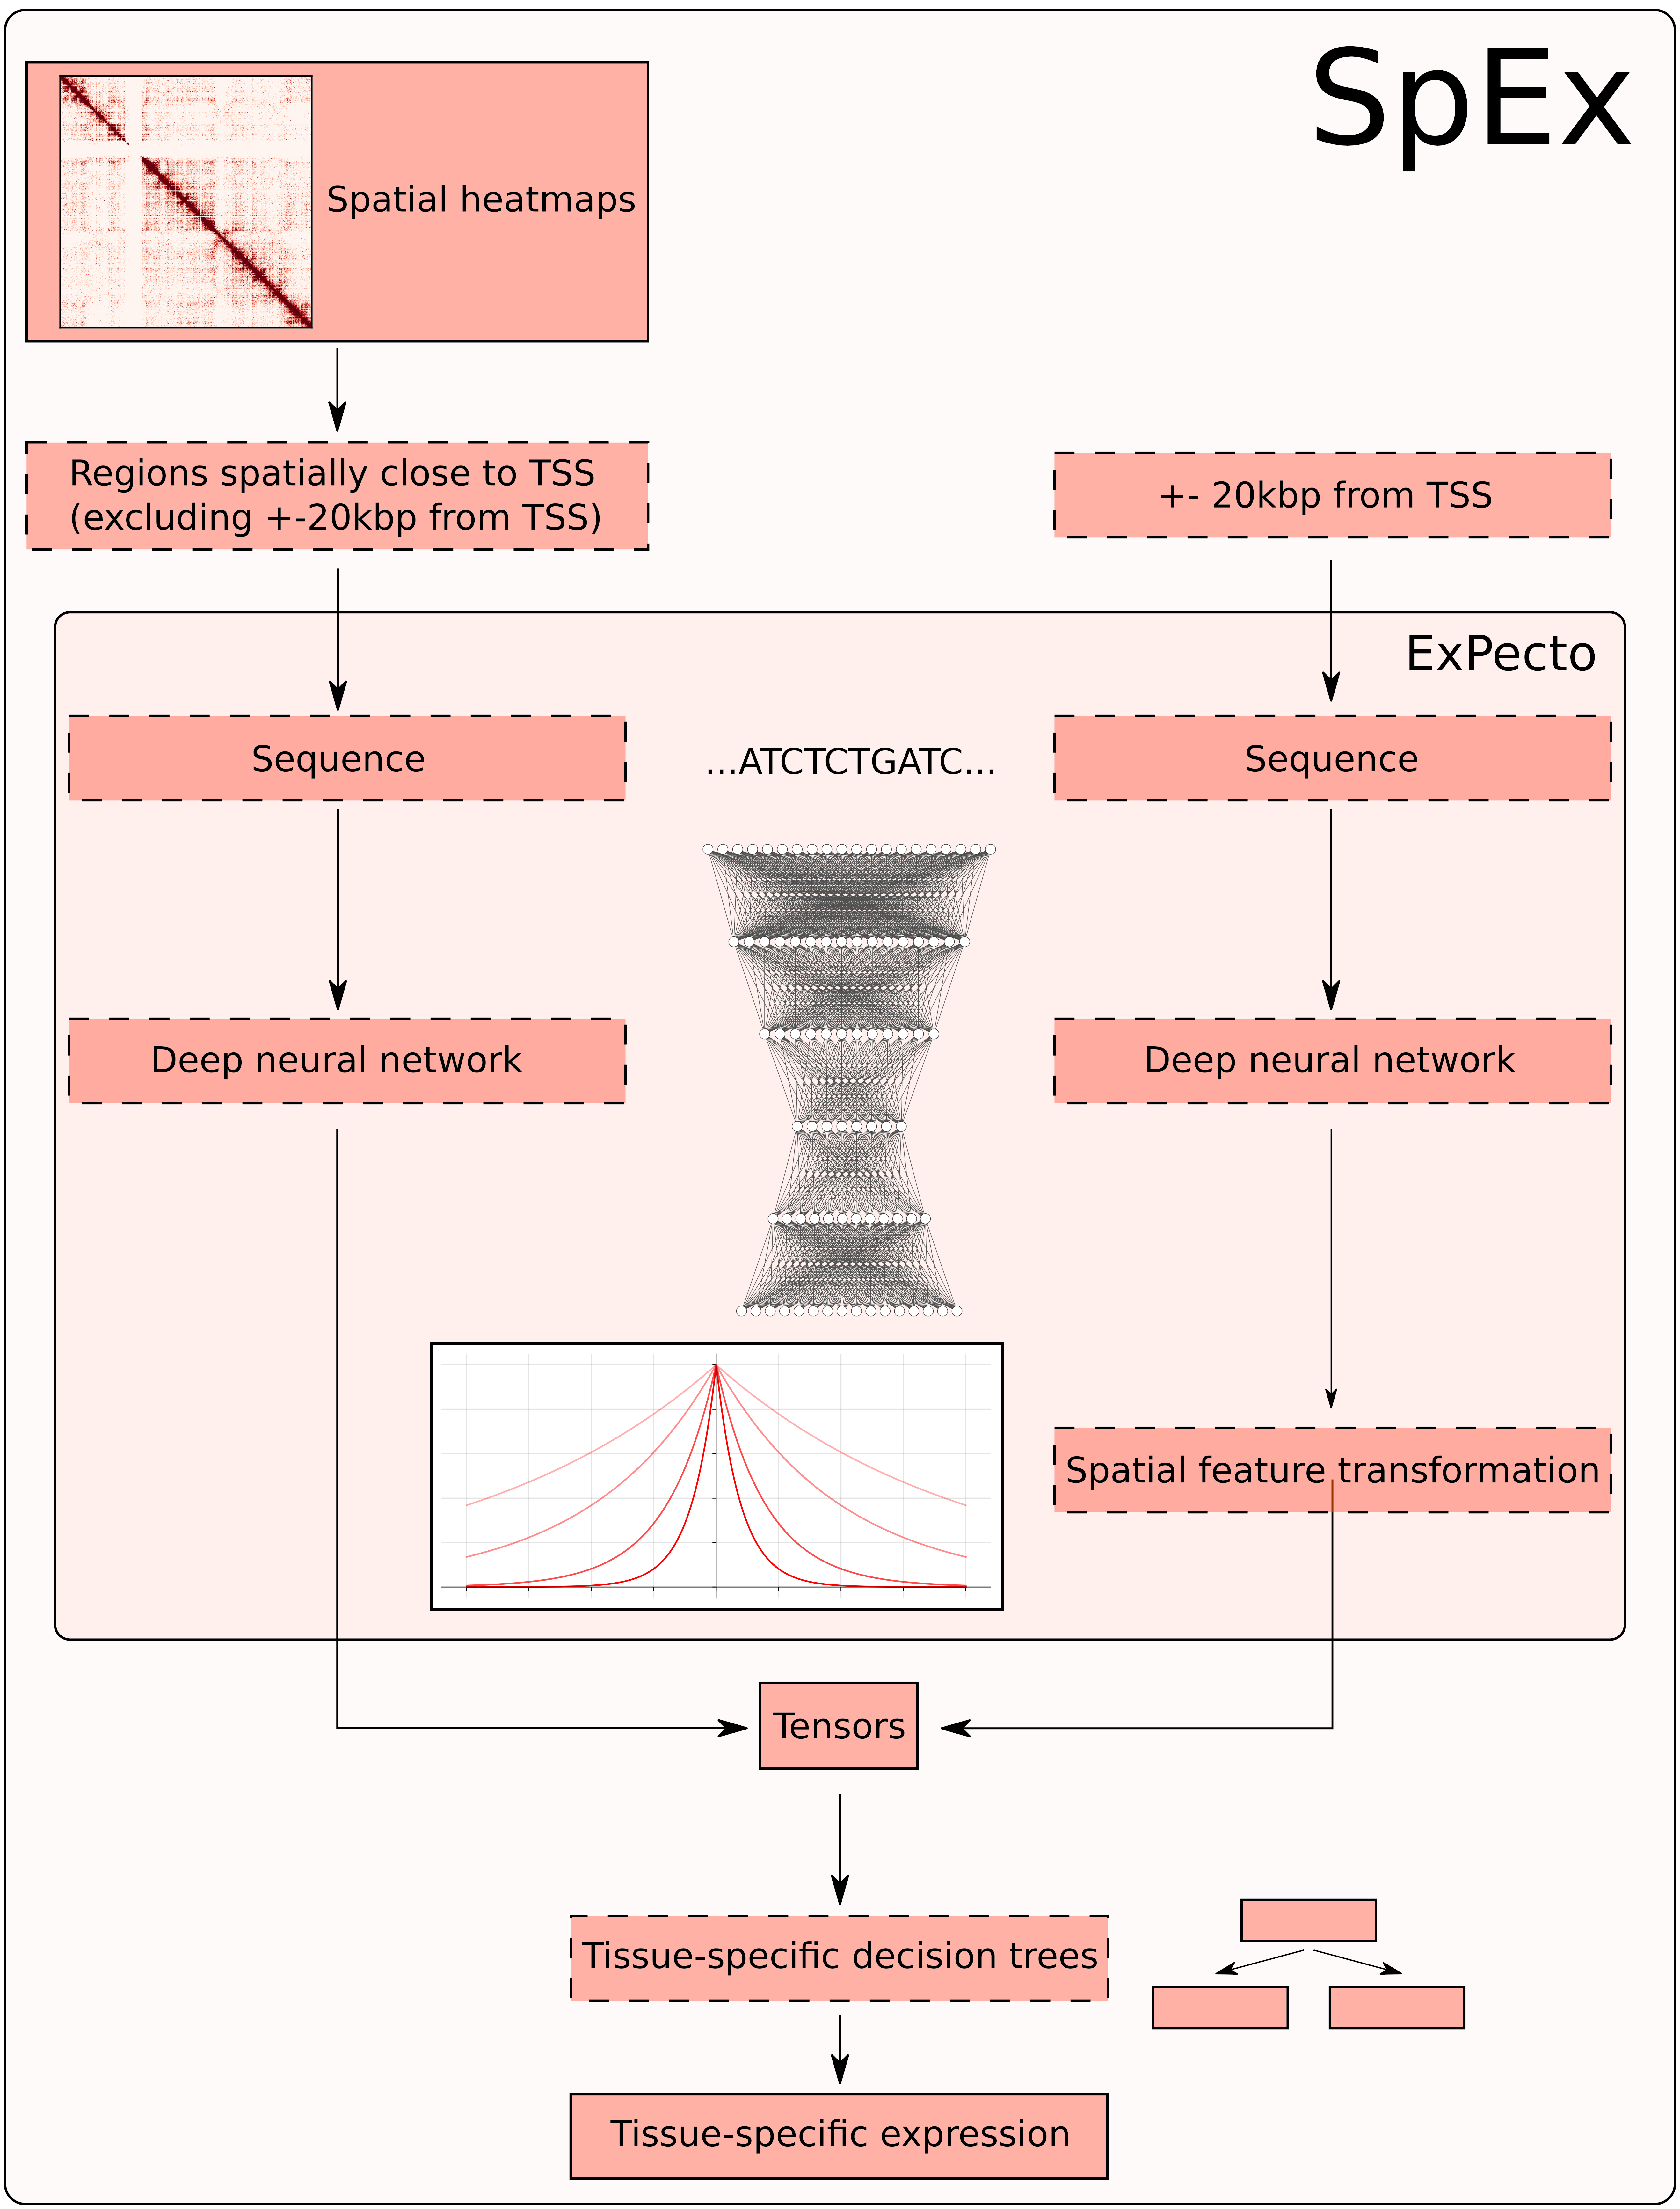 SpEx
Spatial heatmaps
Regions spatially close to TSS
(excluding +-20kbp from TSS)
+- 20kbp from TSS
ExPecto
Sequence
...ATCTCTGATC...
Sequence
Deep neural network
Deep neural network
Spatial feature transformation
Tensors
Tissue-specific decision trees
Tissue-specific expression